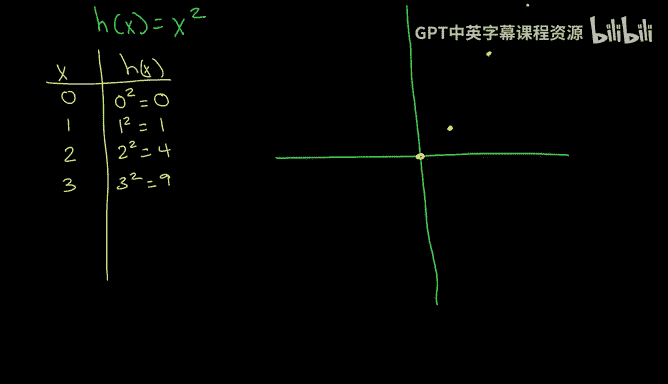 h(x) = x²
GPT中英字幕课程资源 bilibili
x h(x)
0 0² = 0
1 1² = 1
2 2² = 4
3 3² = 9